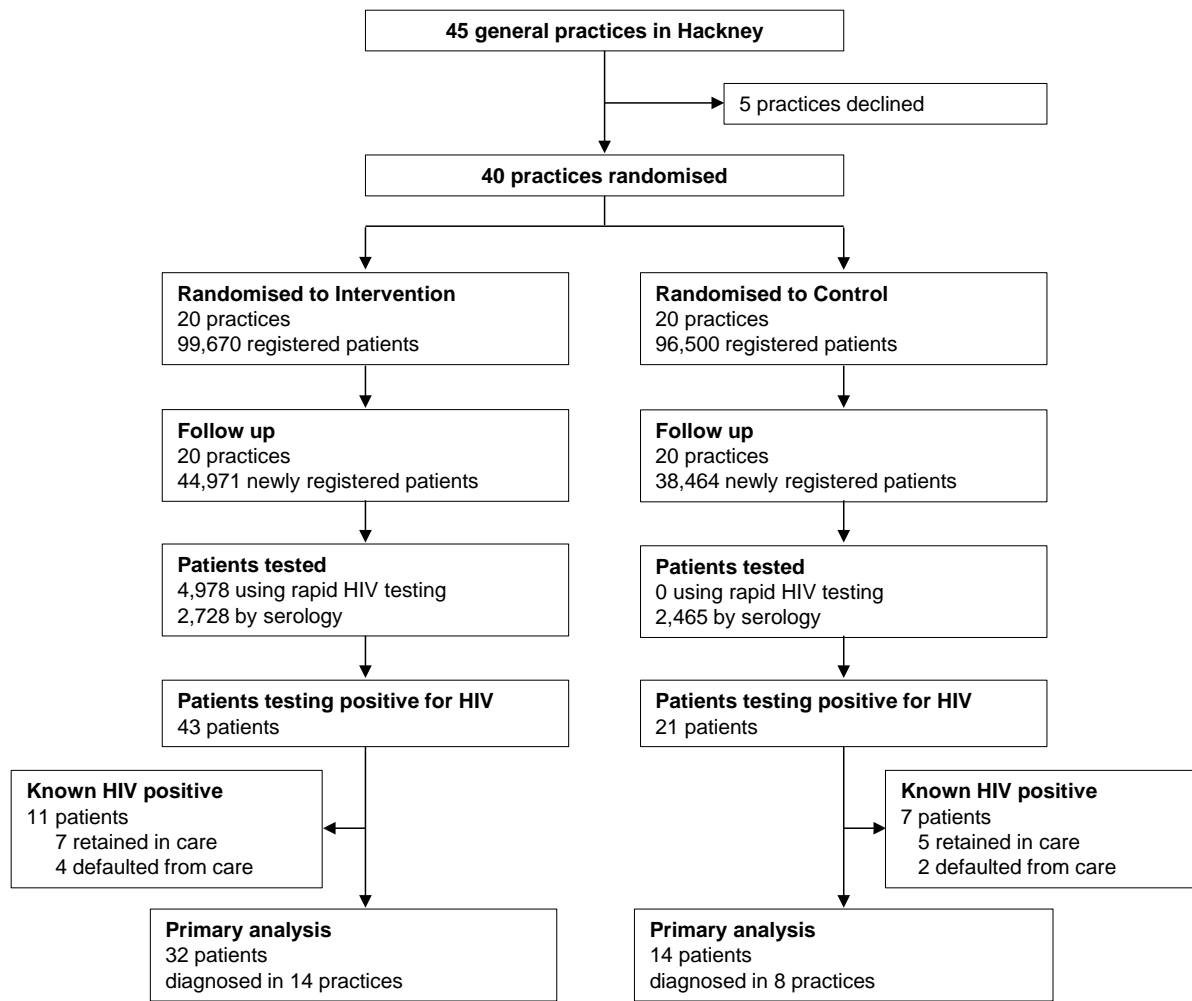 45 general practices in Hackney
5 practices declined
40 practices randomised
Randomised to Intervention
20 practices
99,670 registered patients
Randomised to Control
20 practices
96,500 registered patients
Follow up
20 practices
44,971 newly registered patients
Follow up
20 practices
38,464 newly registered patients
Patients tested
4,978 using rapid HIV testing
2,728 by serology
Patients tested
0 using rapid HIV testing
2,465 by serology
Patients testing positive for HIV
43 patients
Patients testing positive for HIV
21 patients
Known HIV positive
11 patients
7 retained in care
4 defaulted from care
Known HIV positive
7 patients
5 retained in care
2 defaulted from care
Primary analysis
32 patients
diagnosed in 14 practices
Primary analysis
14 patients
diagnosed in 8 practices